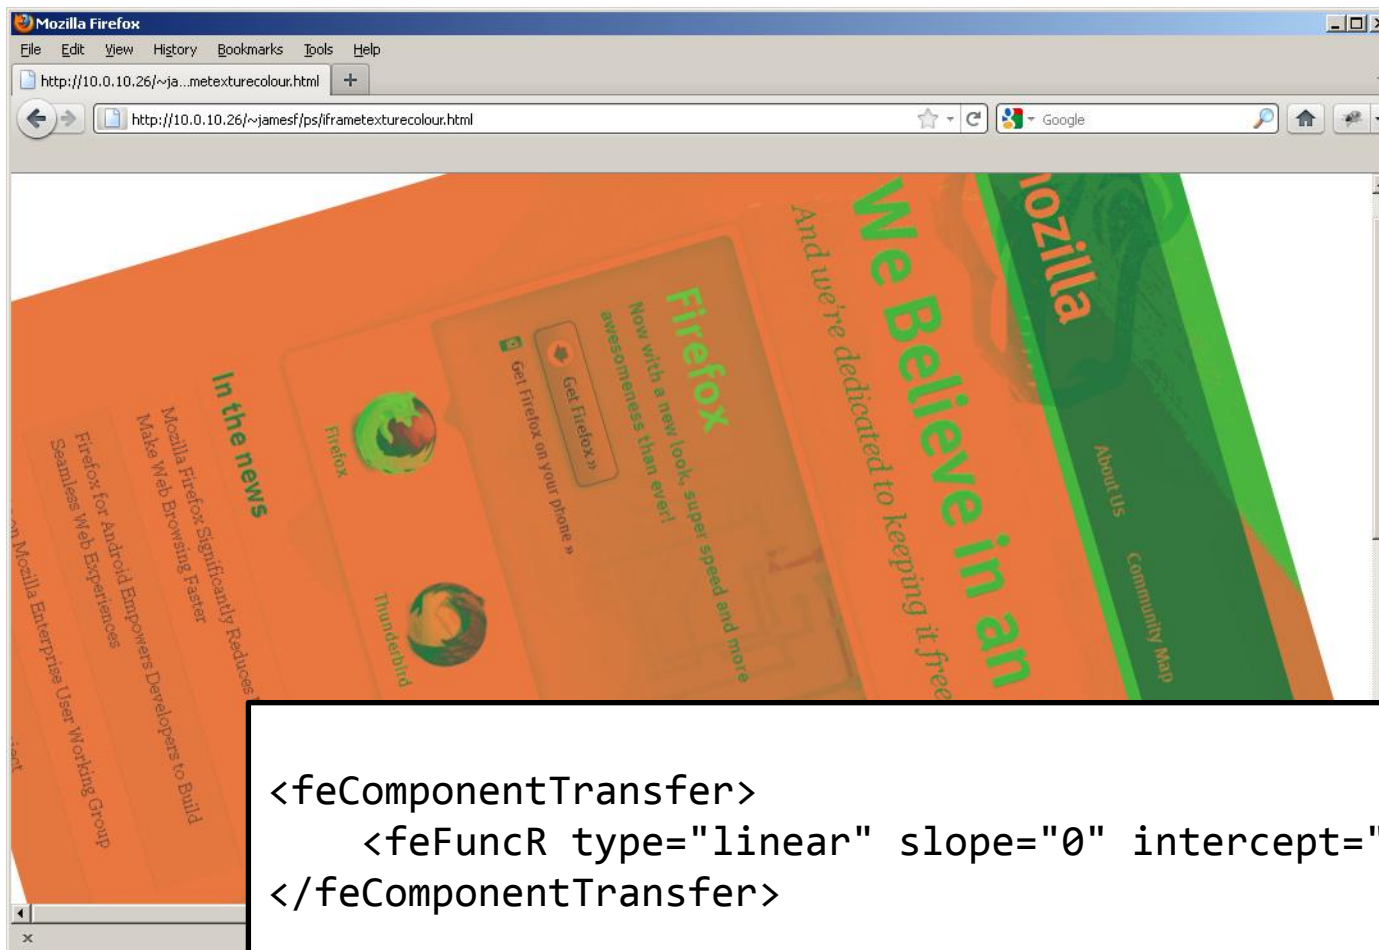 Mozilla Firefox
File Edit View History Bookmarks Tools Help
http://10.0.10.26/~ja...metexturecolour.html +
http://10.0.10.26/~jamesf/ps/iframetexturecolour.html
Google
mozilla
About Us
Community Map
We Believe in an
And we're dedicated to keeping it free
Firefox
Now with a new look, super speed and more
awesomeness than ever!
Get Firefox »
Get Firefox on your phone »
Firefox
Thunderbird
In the news
Mozilla Firefox Significantly Reduces
Make Web Browsing Faster
Firefox for Android Empowers Developers to Build
Seamless Web Experiences
on Mozilla Enterprise User Working Group
<feComponentTransfer>
<feFuncR type="linear" slope="0" intercept="
</feComponentTransfer>
x